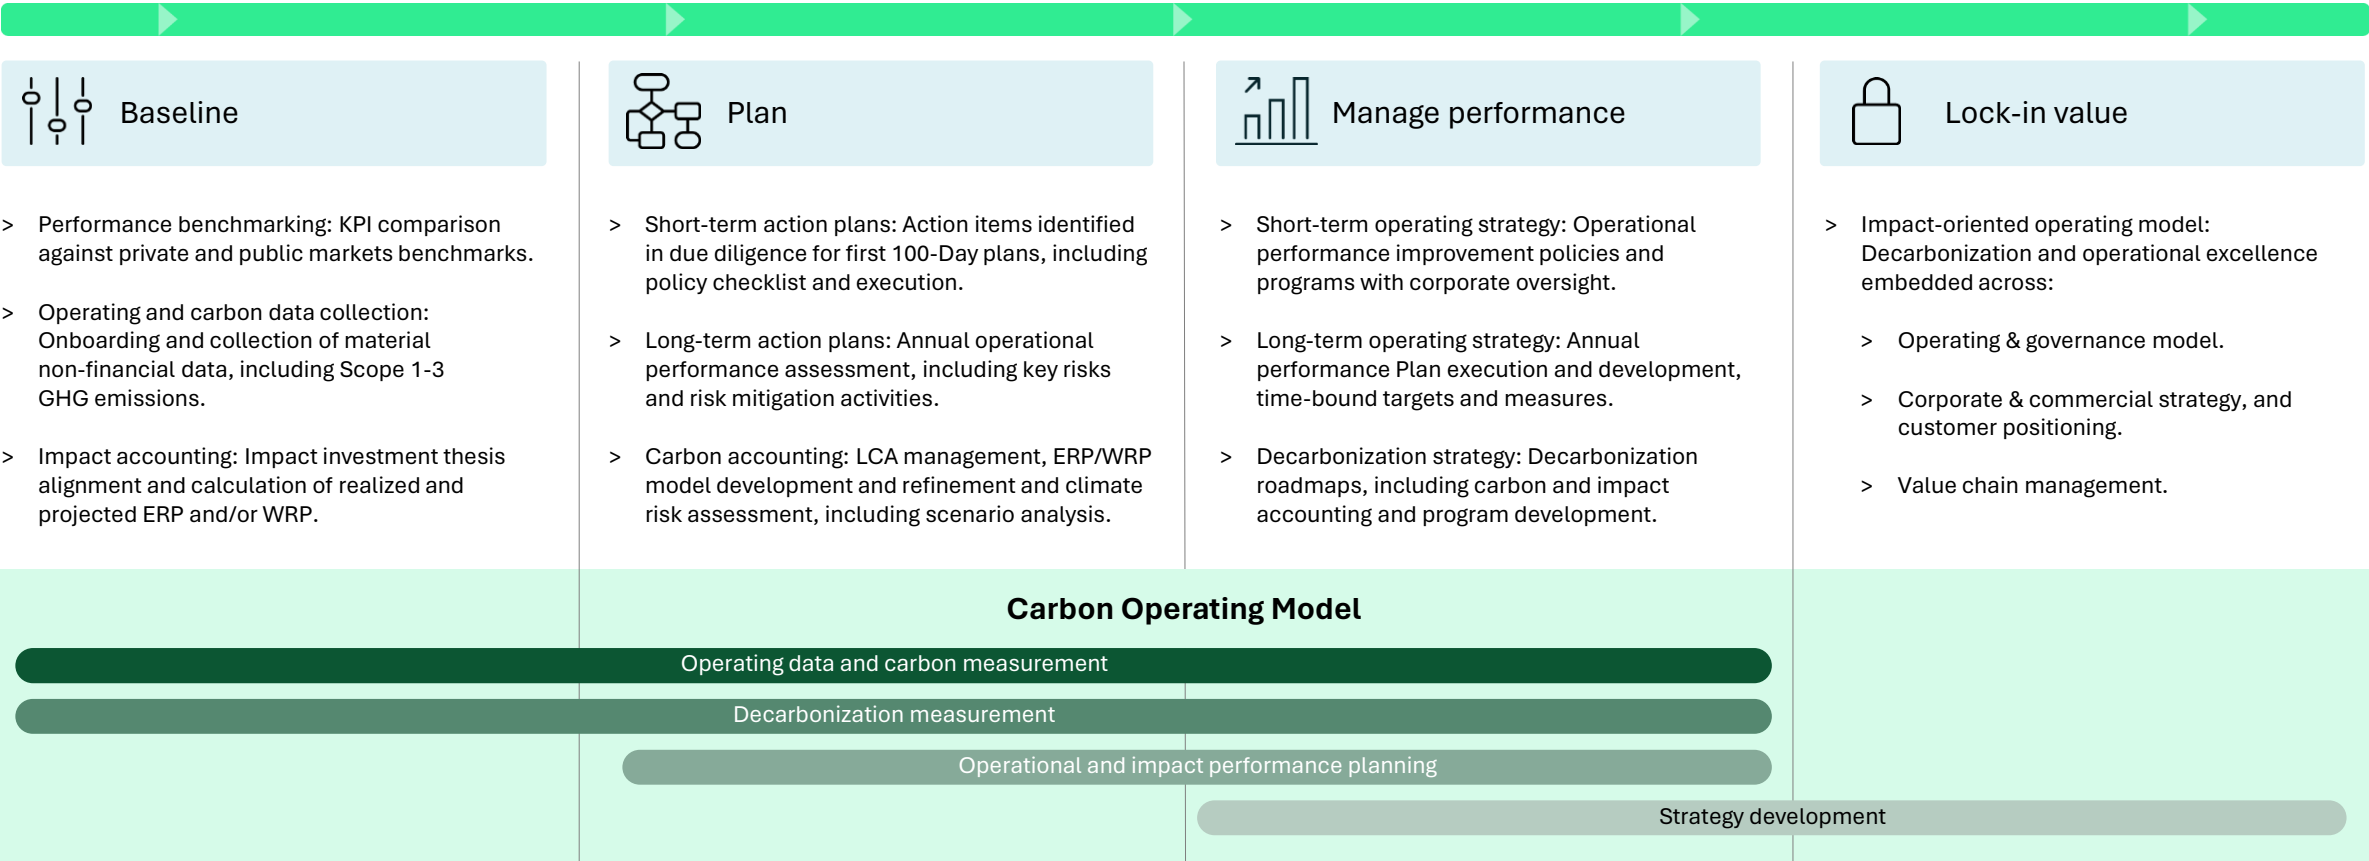 Baseline
> Performance benchmarking: KPI comparison
against private and public markets benchmarks.
> Operating and carbon data collection:
Onboarding and collection of material
non-financial data, including Scope 1-3
GHG emissions.
> Impact accounting: Impact investment thesis
alignment and calculation of realized and
projected ERP and/or WRP.
Plan
> Short-term action plans: Action items identified
in due diligence for first 100-Day plans, including
policy checklist and execution.
> Long-term action plans: Annual operational
performance assessment, including key risks
and risk mitigation activities.
> Carbon accounting: LCA management, ERP/WRP
model development and refinement and climate
risk assessment, including scenario analysis.
Manage performance
> Short-term operating strategy: Operational
performance improvement policies and
programs with corporate oversight.
> Long-term operating strategy: Annual
performance Plan execution and development,
time-bound targets and measures.
> Decarbonization strategy: Decarbonization
roadmaps, including carbon and impact
accounting and program development.
Lock-in value
> Impact-oriented operating model:
Decarbonization and operational excellence
embedded across:
> Operating & governance model.
> Corporate & commercial strategy, and
customer positioning.
> Value chain management.
Carbon Operating Model
Operating data and carbon measurement
Decarbonization measurement
Operational and impact performance planning
Strategy development